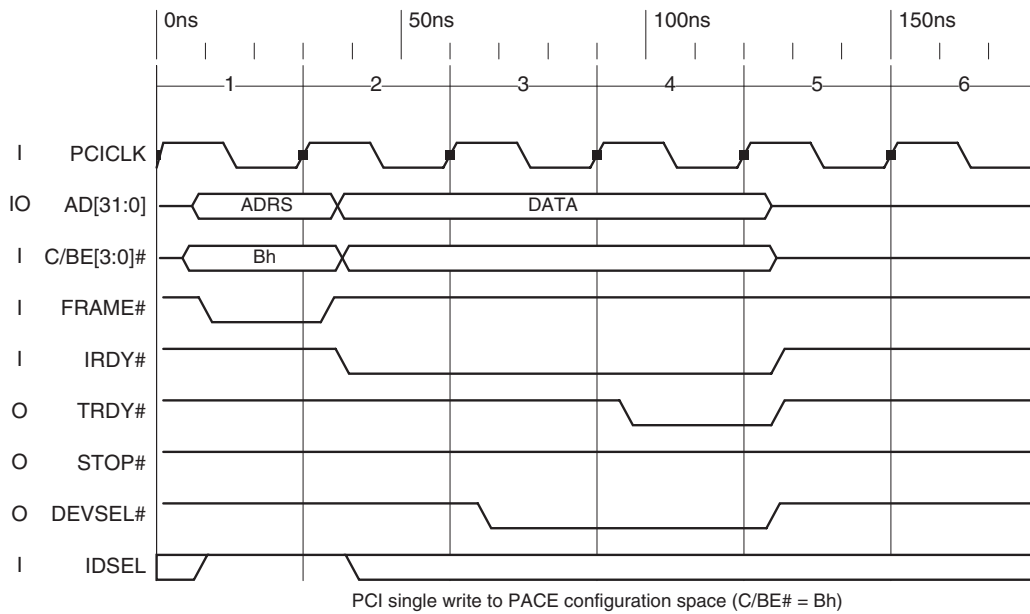 0ns 50ns 100ns 150ns
1 2 3 4 5 6
I PCICLK
IO AD[31:0] ADRS DATA
I C/BE[3:0]# Bh
I FRAME#
I IRDY#
O TRDY#
O STOP#
O DEVSEL#
I IDSEL
PCI single write to PACE configuration space (C/BE# = Bh)